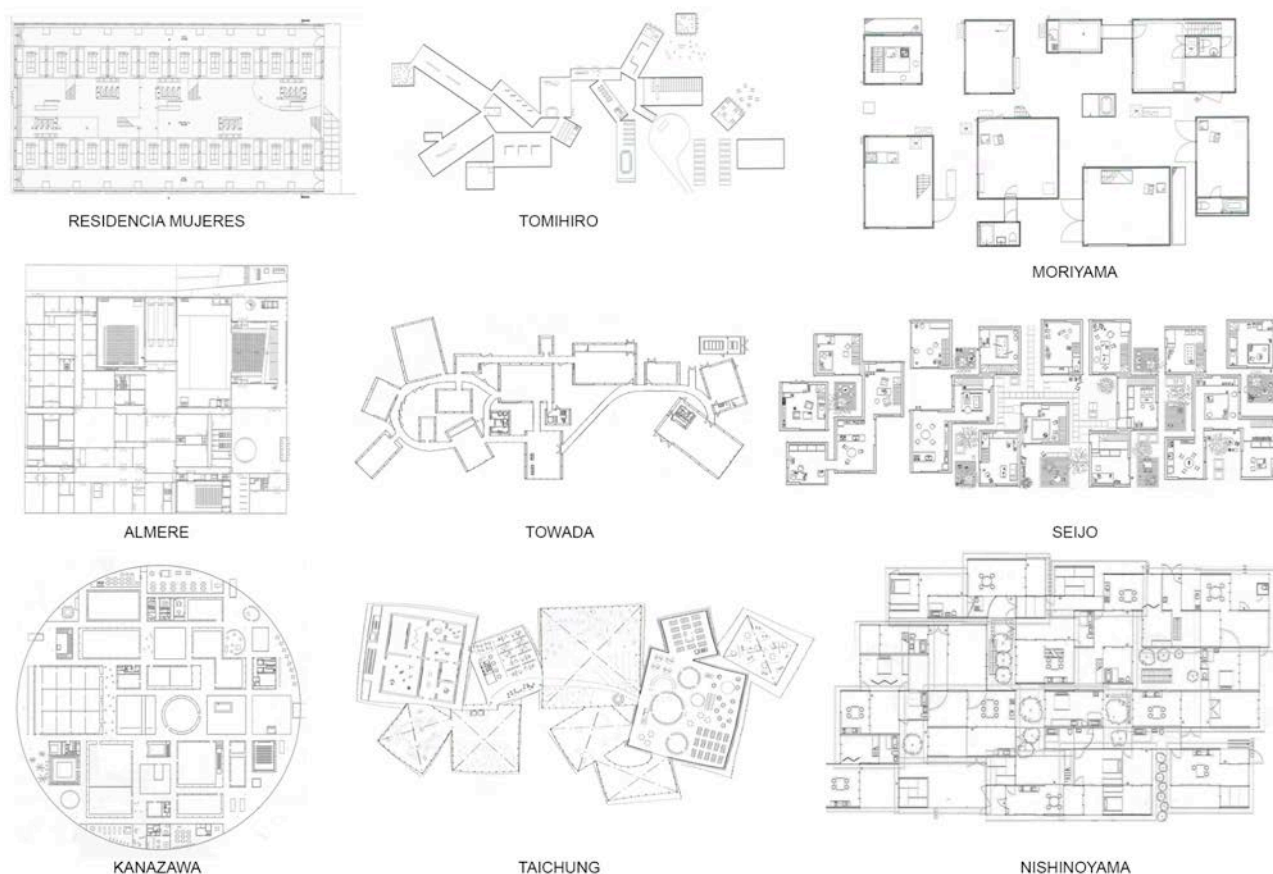 RESIDENCIA MUJERES
TOMIHIRO
MORIYAMA
ALMERE
TOWADA
SEIJO
KANAZAWA
TAICHUNG
NISHINOYAMA